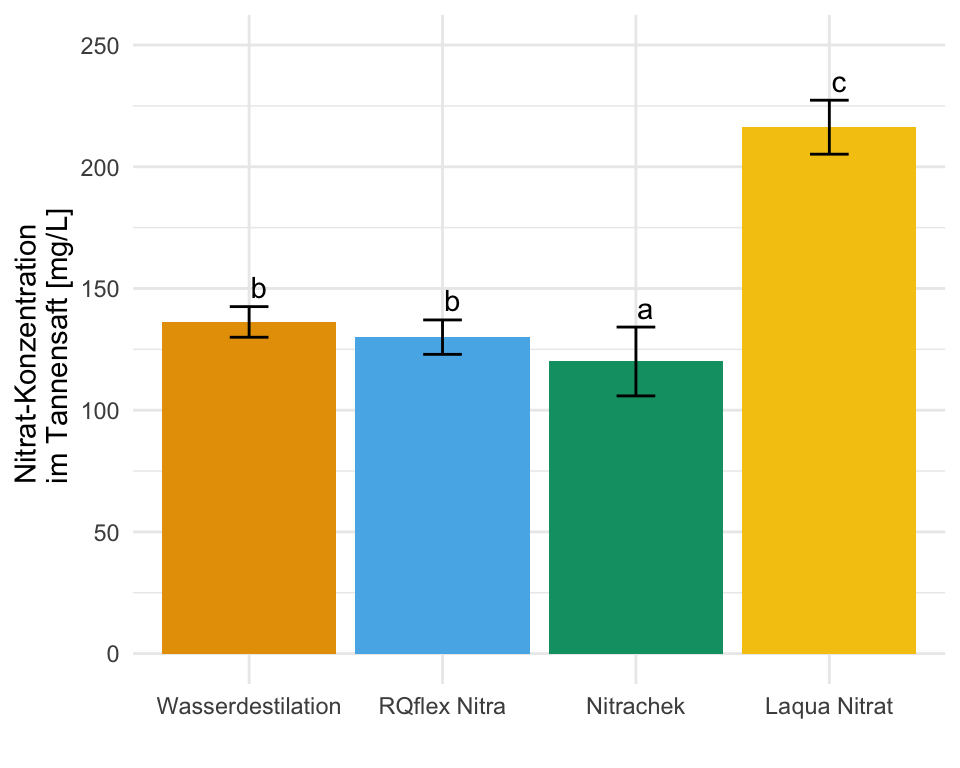 Nitrat-Konzentration
im Tannensaft [mg/L]
250
200
150
100
50
0
b
b
a
c
Wasserdestilation
RQflex Nitra
Nitrachek
Laqua Nitrat